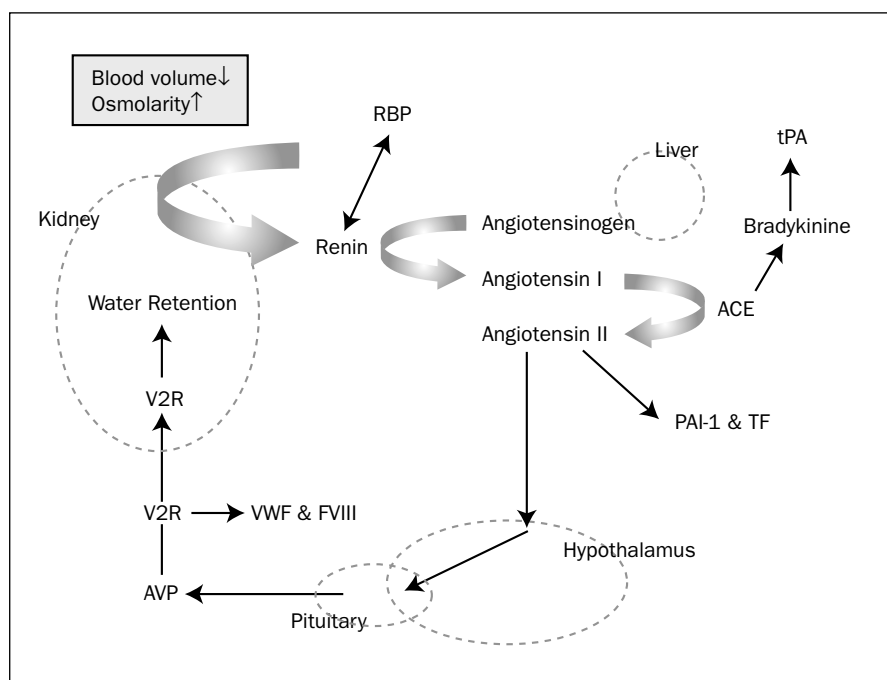 Blood volume↓
Osmolarity↑
RBP
Liver
tPA
Kidney
Renin
Angiotensinogen
Bradykinine
Water Retention
Angiotensin I
ACE
Angiotensin II
V2R
PAI-1 & TF
V2R
VWF & FVIII
Hypothalamus
AVP
Pituitary